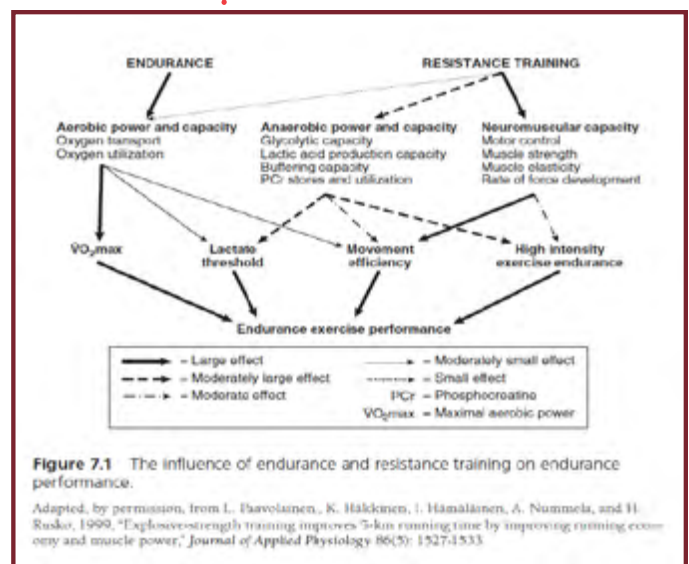 ENDURANCE RESISTANCE TRAINING
Aerobic power and capacity Anaerobic power and capacity Neuromuscular capacity
Oxygen transport Glycolytic capacity Motor control
Oxygen utilization Lactic acid production capacity Muscle strength
Buffering capacity Muscle elasticity
PCr stores and utilization Rate of force development
V̇O₂max Lactate threshold Movement efficiency High intensity exercise endurance
Endurance exercise performance
– Large effect – Moderately small effect
– Moderately large effect – Small effect
– Moderate effect PCr – Phosphocreatine
V̇O₂max – Maximal aerobic power
Figure 7.1 The influence of endurance and resistance training on endurance
performance.
Adapted, by permission, from L. Paavolainen, K. Häkkinen, I. Hämäläinen, A. Nummela, and H.
Rusko, 1999, "Explosive-strength training improves 5-km running time by improving running econ-
omy and muscle power," Journal of Applied Physiology 86(5): 1527-1533